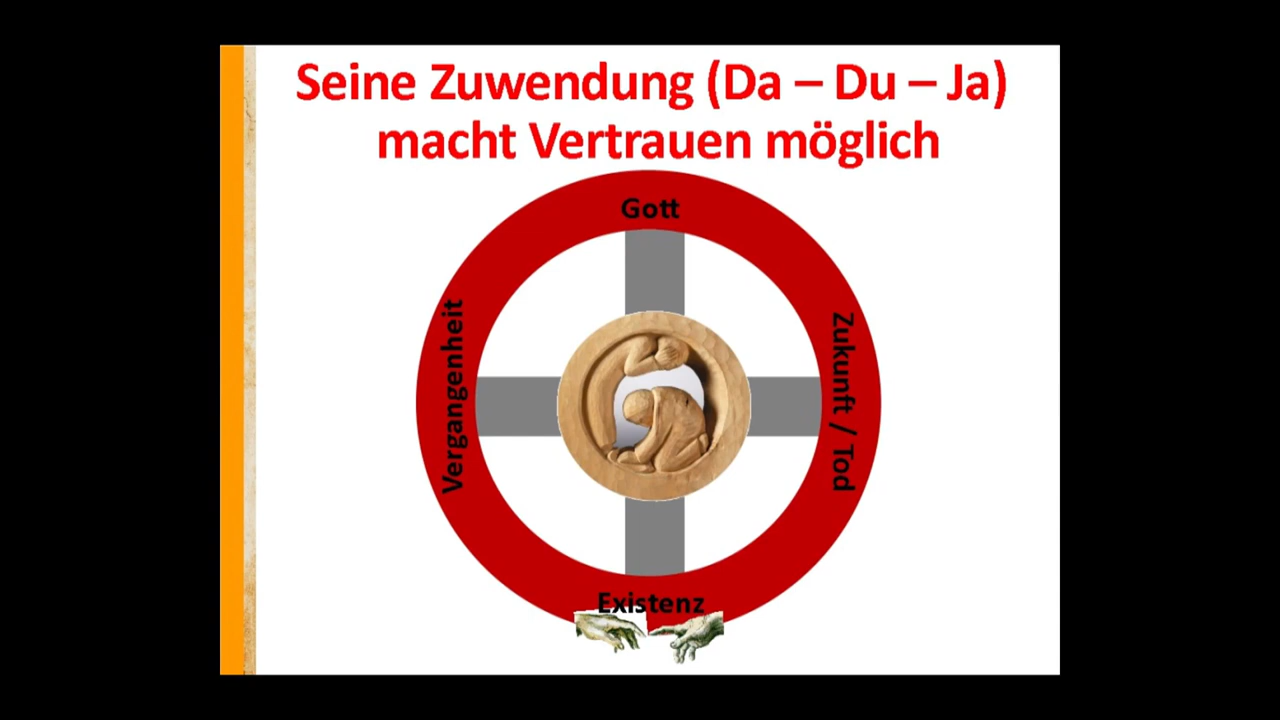 Seine Zuwendung (Da – Du – Ja)
macht Vertrauen möglich
Gott
Vergangenheit
Zukunft / Tod
Existenz